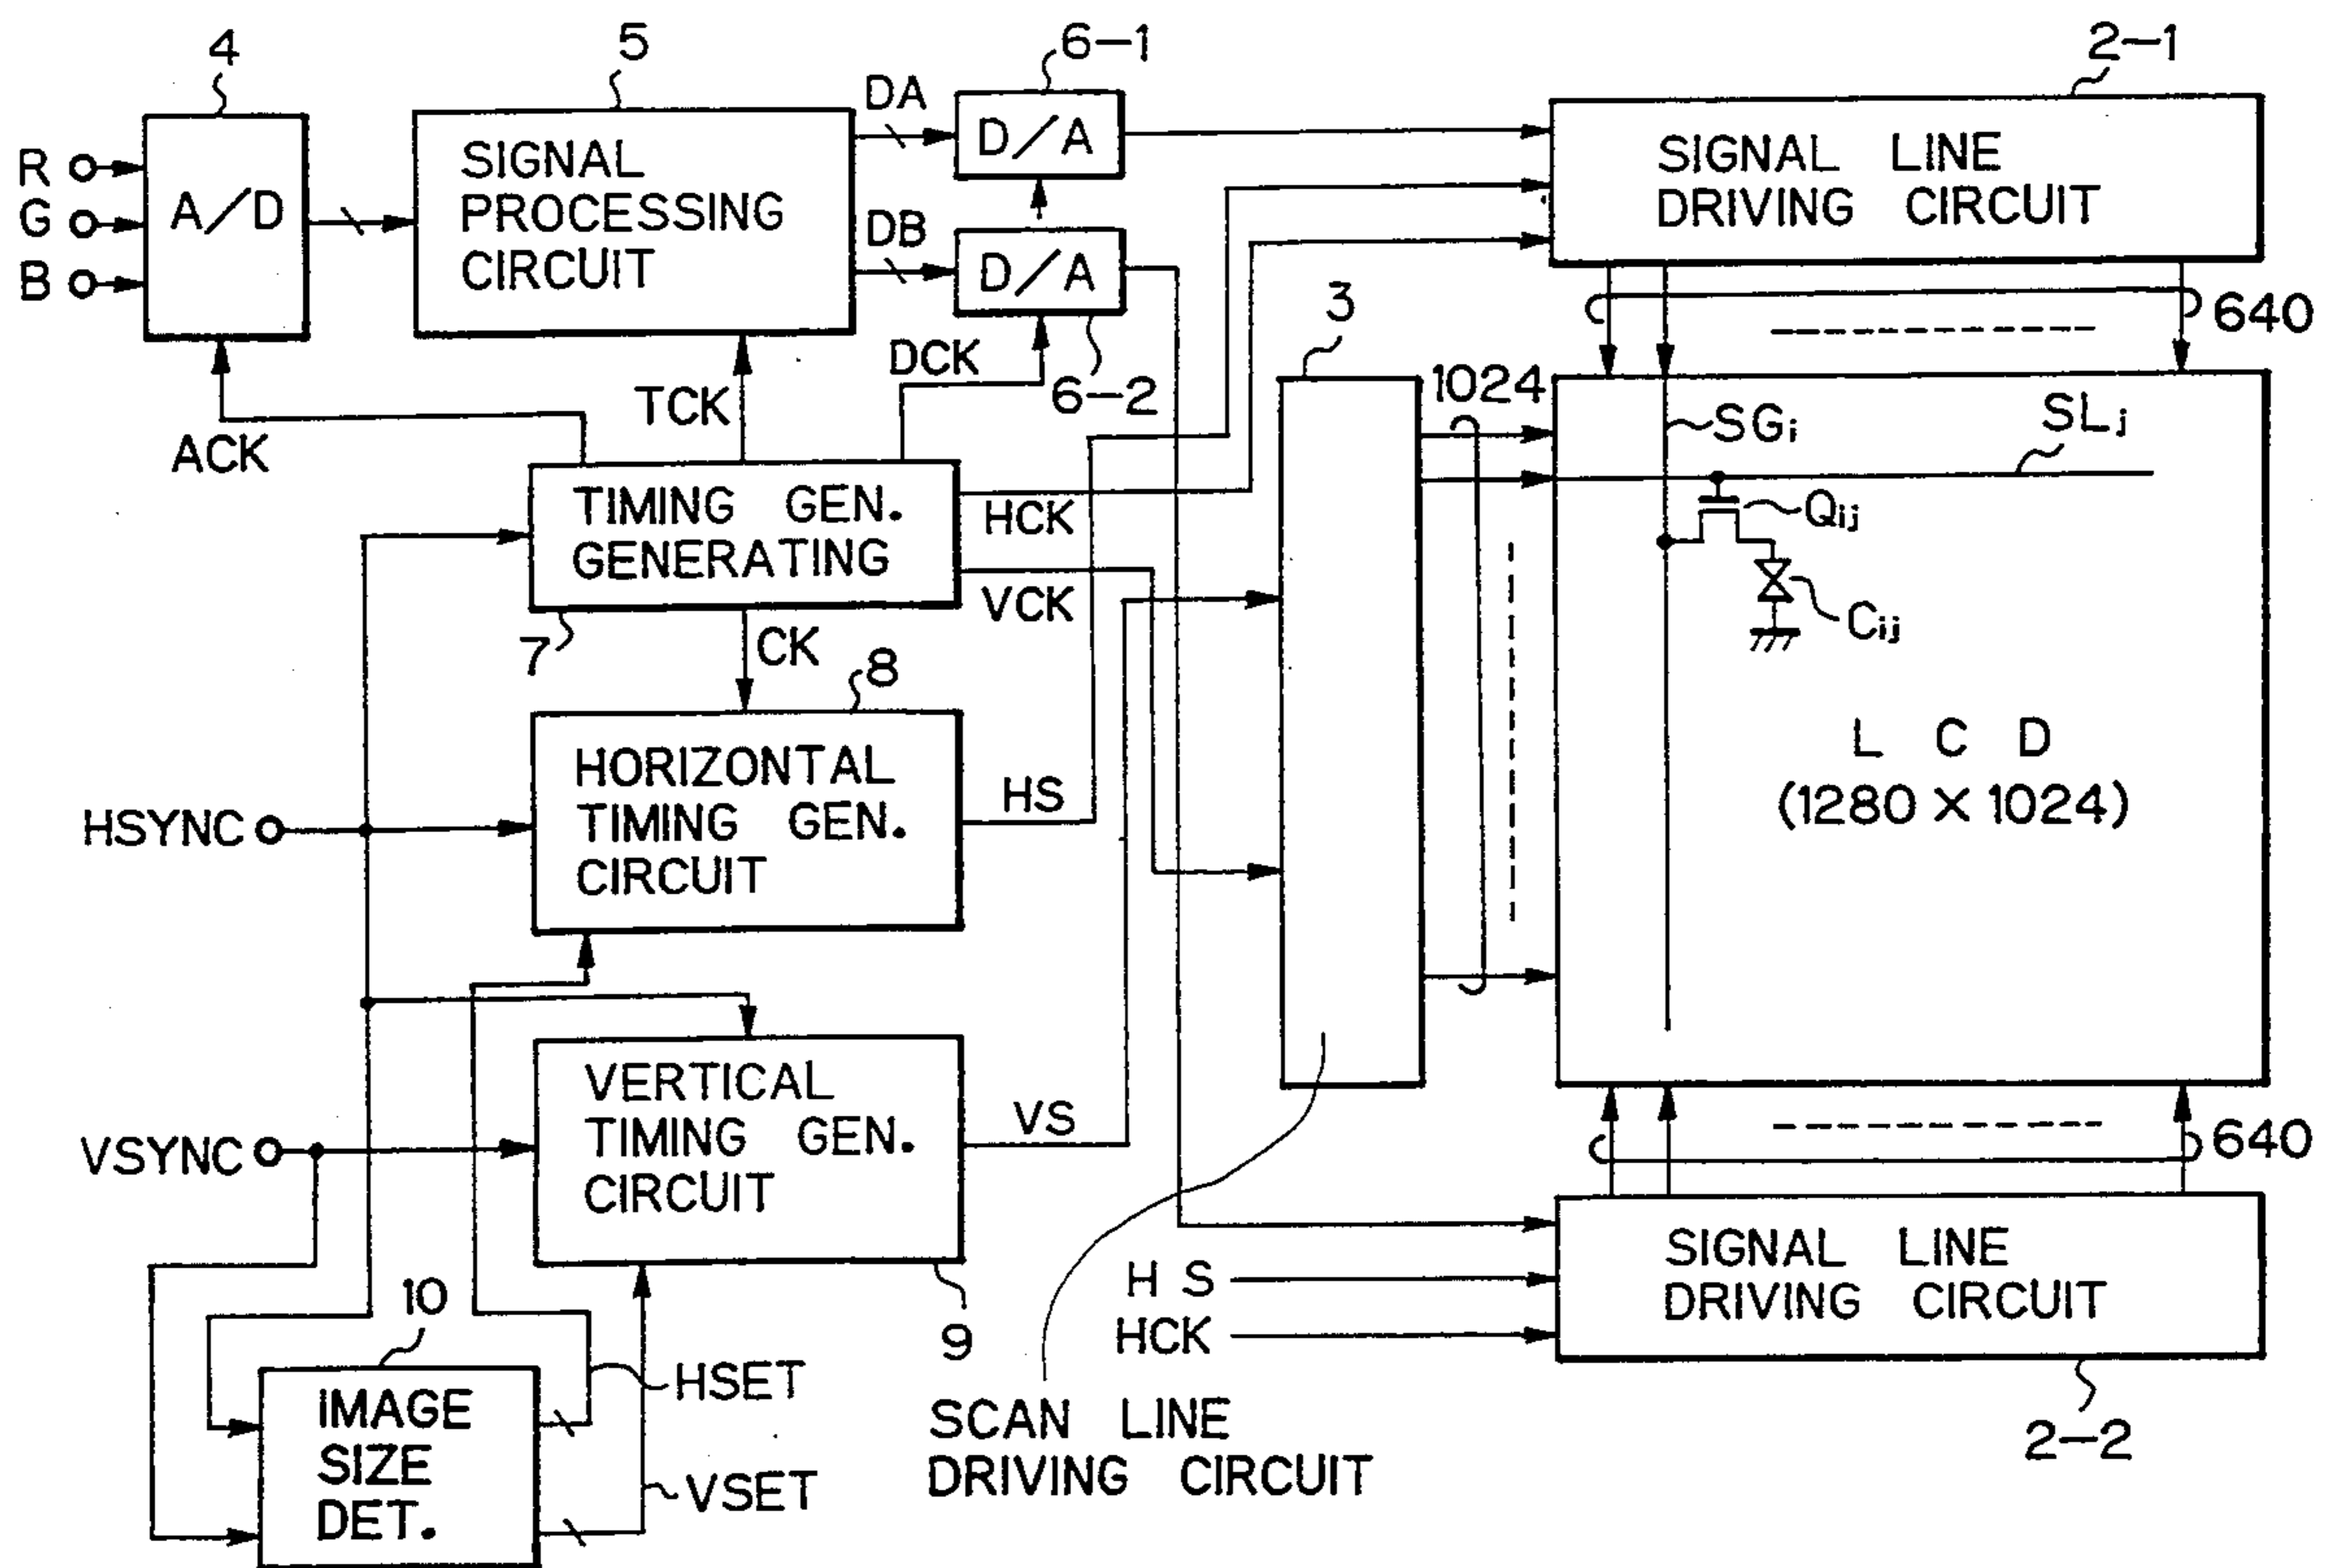 4
5
6-1
2-1
R
G
B
A/D
SIGNAL
PROCESSING
CIRCUIT
DA
DB
D/A
D/A
SIGNAL LINE
DRIVING CIRCUIT
640
3
6-2
DCK
TCK
ACK
1024
SGi
SLj
Qij
Cij
TIMING GEN.
GENERATING
HCK
VCK
7
CK
8
L C D
(1280 X 1024)
HSYNC
HORIZONTAL
TIMING GEN.
CIRCUIT
HS
VSYNC
VERTICAL
TIMING GEN.
CIRCUIT
VS
640
9
H S
HCK
SIGNAL LINE
DRIVING CIRCUIT
2-2
10
IMAGE
SIZE
DET.
HSET
VSET
SCAN LINE
DRIVING CIRCUIT